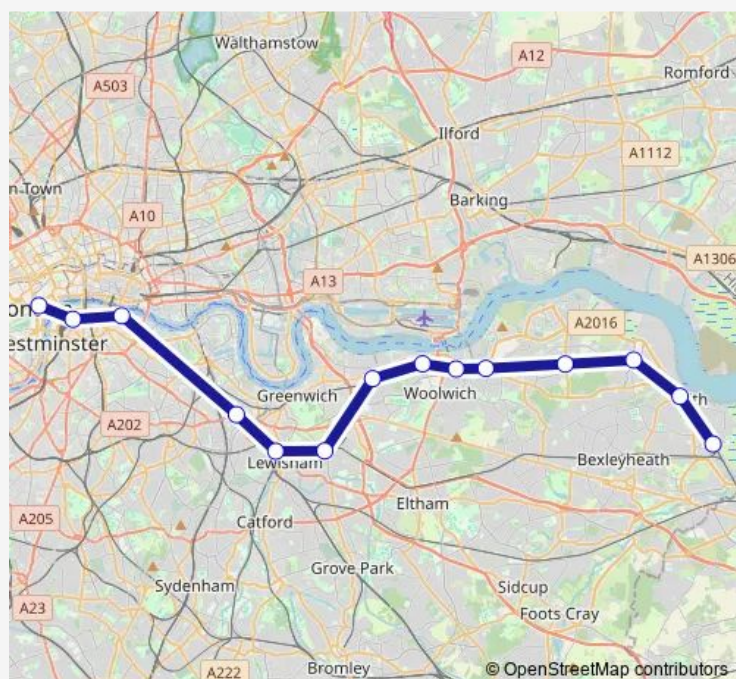 Walthamstow
A12
Romford
A503
Ilford
A1112
n Town
Barking
A10
A1306
A13
A2016
estminster
Greenwich
Woolwich
th
A202
Lewisham
Bexleyheath
Eltham
A205
Catford
Grove Park
Sydenham
Sidcup
A23
Foots Cray
A222
Bromley
© OpenStreetMap contributors